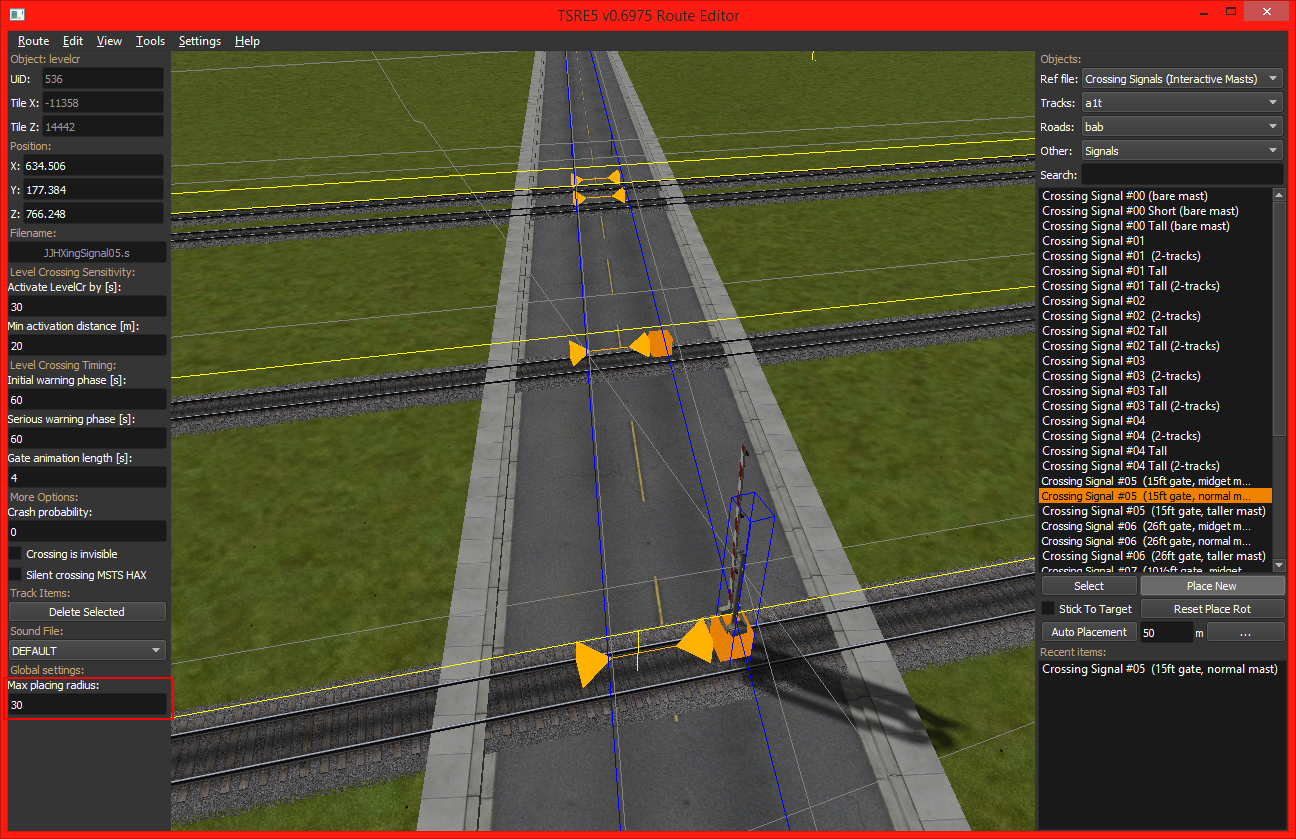 TSRE5 v0.6975 Route Editor
Route Edit View Tools Settings Help
Object: levelcr
UiD: 536
Tile X: -11358
Tile Z: 14442
Position:
X: 634.506
Y: 177.384
Z: 766.248
Filename:
JJHXingSignal05.s
Level Crossing Sensitivity:
Activate LevelCr by [s]:
30
Min activation distance [m]:
20
Level Crossing Timing:
Initial warning phase [s]:
60
Serious warning phase [s]:
60
Gate animation length [s]:
4
More Options:
Crash probability:
0
Crossing is invisible
Silent crossing MSTS HAX
Track Items:
Delete Selected
Sound File:
DEFAULT
Global settings:
Max placing radius:
30
Objects:
Ref file: Crossing Signals (Interactive Masts)
Tracks: a1t
Roads: bab
Other: Signals
Search:
Crossing Signal #00 (bare mast)
Crossing Signal #00 Short (bare mast)
Crossing Signal #00 Tall (bare mast)
Crossing Signal #01
Crossing Signal #01 (2-tracks)
Crossing Signal #01 Tall
Crossing Signal #01 Tall (2-tracks)
Crossing Signal #02
Crossing Signal #02 (2-tracks)
Crossing Signal #02 Tall
Crossing Signal #02 Tall (2-tracks)
Crossing Signal #03
Crossing Signal #03 (2-tracks)
Crossing Signal #03 Tall
Crossing Signal #03 Tall (2-tracks)
Crossing Signal #04
Crossing Signal #04 (2-tracks)
Crossing Signal #04 Tall
Crossing Signal #04 Tall (2-tracks)
Crossing Signal #05 (15ft gate, midget m...
Crossing Signal #05 (15ft gate, normal m...
Crossing Signal #05 (15ft gate, taller mast)
Crossing Signal #06 (26ft gate, midget m...
Crossing Signal #06 (26ft gate, normal m...
Crossing Signal #06 (26ft gate, taller mast)
Crossing Signal #07 (10½ft gate, midget
Select Place New
Stick To Target Reset Place Rot
Auto Placement 50 m ...
Recent items:
Crossing Signal #05 (15ft gate, normal mast)